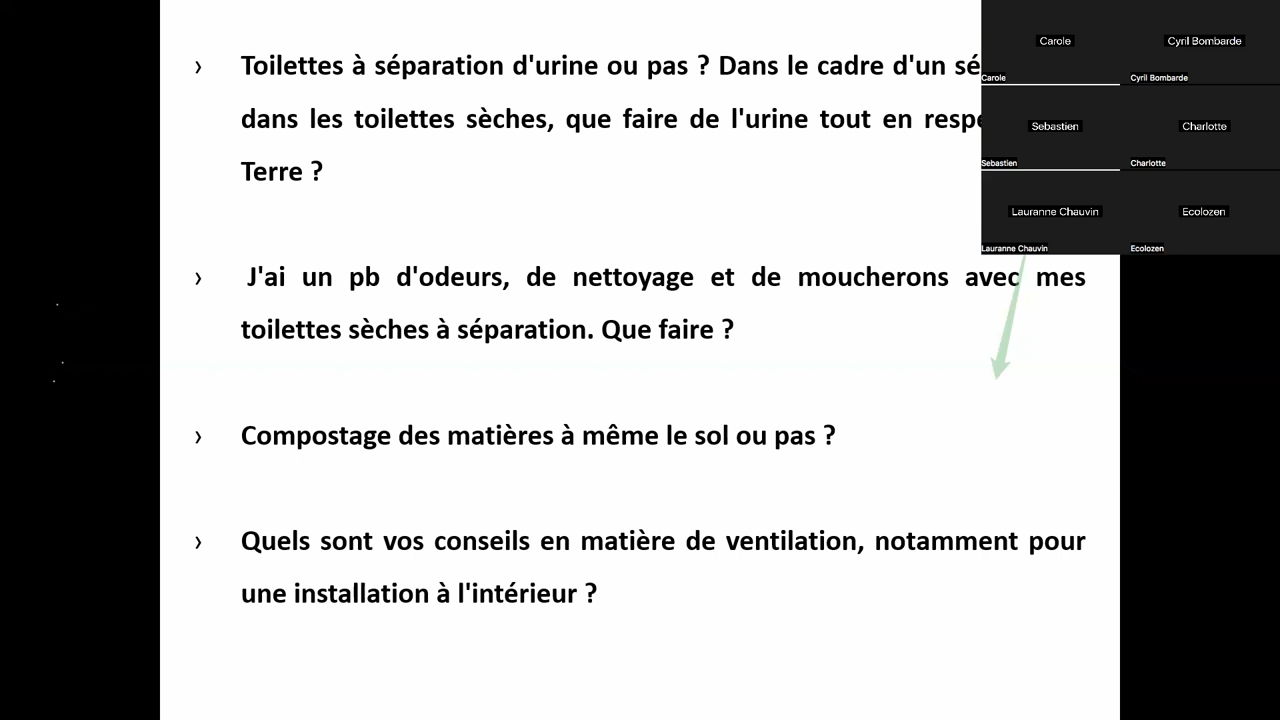 › Toilettes à séparation d'urine ou pas ? Dans le cadre d'un
dans les toilettes sèches, que faire de l'urine tout en
Terre ?
› J'ai un pb d'odeurs, de nettoyage et de moucherons avec mes
toilettes sèches à séparation. Que faire ?
› Compostage des matières à même le sol ou pas ?
› Quels sont vos conseils en matière de ventilation, notamment pour
une installation à l'intérieur ?
Carole
Cyril Bombarde
Carole
Cyril Bombarde
Sebastien
Charlotte
Sebastien
Charlotte
Lauranne Chauvin
Ecolozen
Lauranne Chauvin
Ecolozen